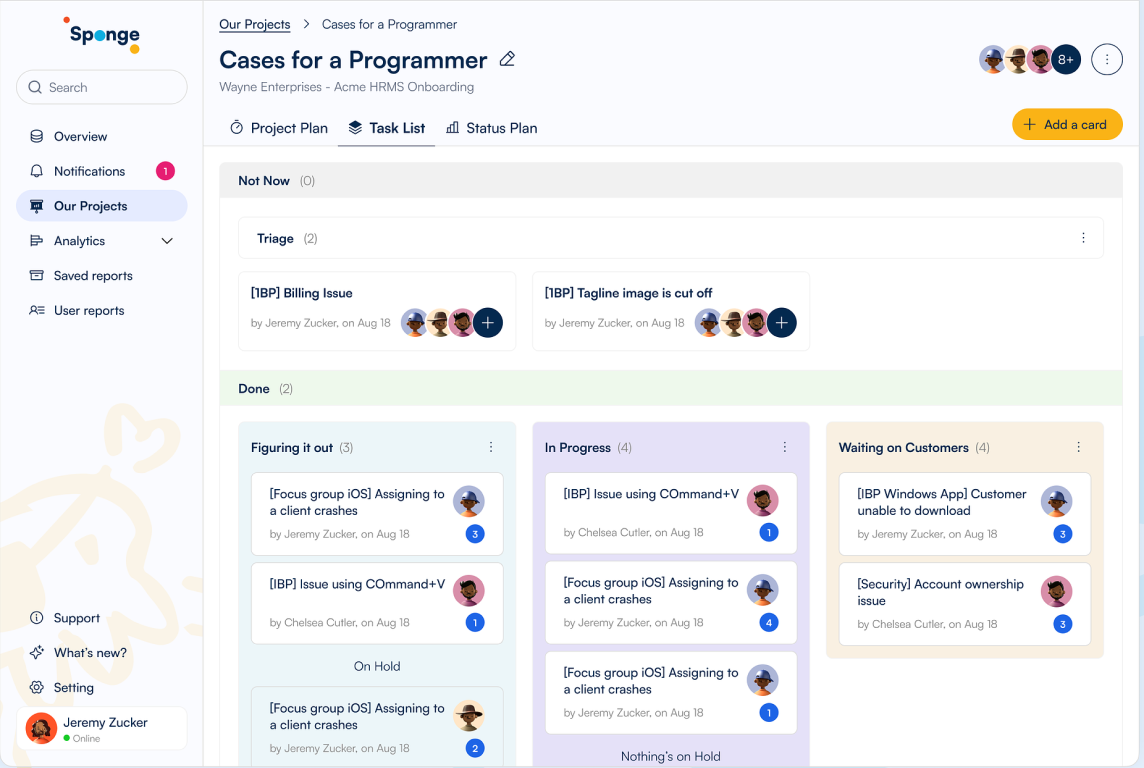 Sponge
Search
Overview
Notifications 1
Our Projects
Analytics
Saved reports
User reports
Support
What's new?
Setting
Jeremy Zucker
Online
Our Projects > Cases for a Programmer
Cases for a Programmer
Wayne Enterprises - Acme HRMS Onboarding
8+
Project Plan Task List Status Plan
+ Add a card
Not Now (0)
Triage (2)
[1BP] Billing Issue
by Jeremy Zucker, on Aug 18
[1BP] Tagline image is cut off
by Jeremy Zucker, on Aug 18
Done (2)
Figuring it out (3)
[Focus group iOS] Assigning to
a client crashes
by Jeremy Zucker, on Aug 18 3
[IBP] Issue using COmmand+V
by Chelsea Cutler, on Aug 18 1
On Hold
[Focus group iOS] Assigning to
a client crashes
by Jeremy Zucker, on Aug 18 2
In Progress (4)
[IBP] Issue using COmmand+V
by Chelsea Cutler, on Aug 18 1
[Focus group iOS] Assigning to
a client crashes
by Jeremy Zucker, on Aug 18 4
[Focus group iOS] Assigning to
a client crashes
by Jeremy Zucker, on Aug 18 1
Nothing's on Hold
Waiting on Customers (4)
[IBP Windows App] Customer
unable to download
by Jeremy Zucker, on Aug 18 3
[Security] Account ownership
issue
by Chelsea Cutler, on Aug 18 3